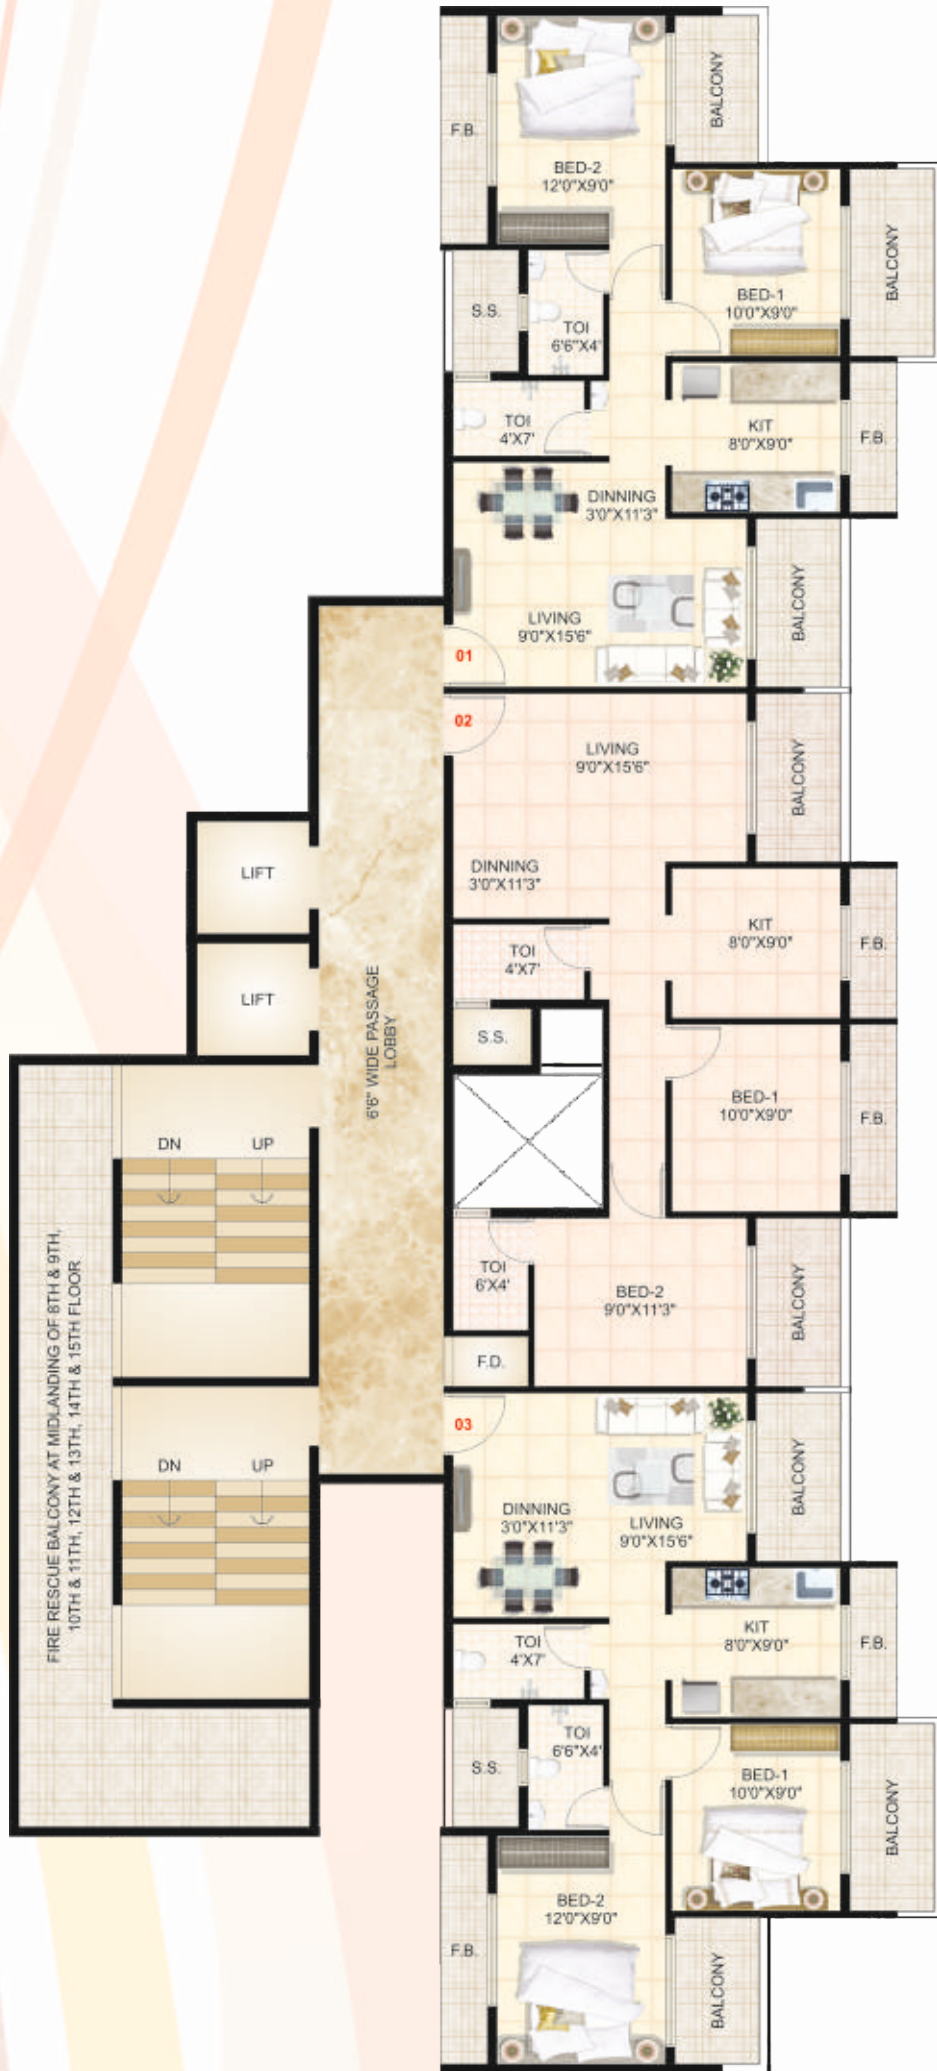 BALCONY
F.B.
BED-2
12'0"X9'0"
BALCONY
BED-1
10'0"X9'0"
S.S.
TOI
6'6"X4'
TOI
4'X7'
KIT
8'0"X9'0"
F.B.
DINNING
3'0"X11'3"
BALCONY
LIVING
9'0"X15'6"
01
02
LIVING
9'0"X15'6"
BALCONY
DINNING
3'0"X11'3"
LIFT
KIT
8'0"X9'0"
F.B.
TOI
4'X7'
LIFT
6'6" WIDE PASSAGE
LOBBY
S.S.
BED-1
10'0"X9'0"
F.B.
DN
UP
FIRE RESCUE BALCONY AT MIDLANDING OF 8TH & 9TH,
10TH & 11TH, 12TH & 13TH, 14TH & 15TH FLOOR
TOI
6'X4'
BED-2
9'0"X11'3"
BALCONY
F.D.
03
DN
UP
BALCONY
DINNING
3'0"X11'3"
LIVING
9'0"X15'6"
KIT
8'0"X9'0"
F.B.
TOI
4'X7'
TOI
6'6"X4'
S.S.
BED-1
10'0"X9'0"
BALCONY
BED-2
12'0"X9'0"
F.B.
BALCONY